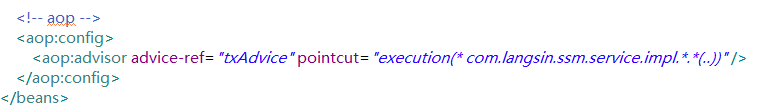 <!-- aop -->
<aop:config>
<aop:advisor advice-ref="txAdvice" pointcut="execution(* com.langsin.ssm.service.impl.*.*(..))"/>
</aop:config>
</beans>